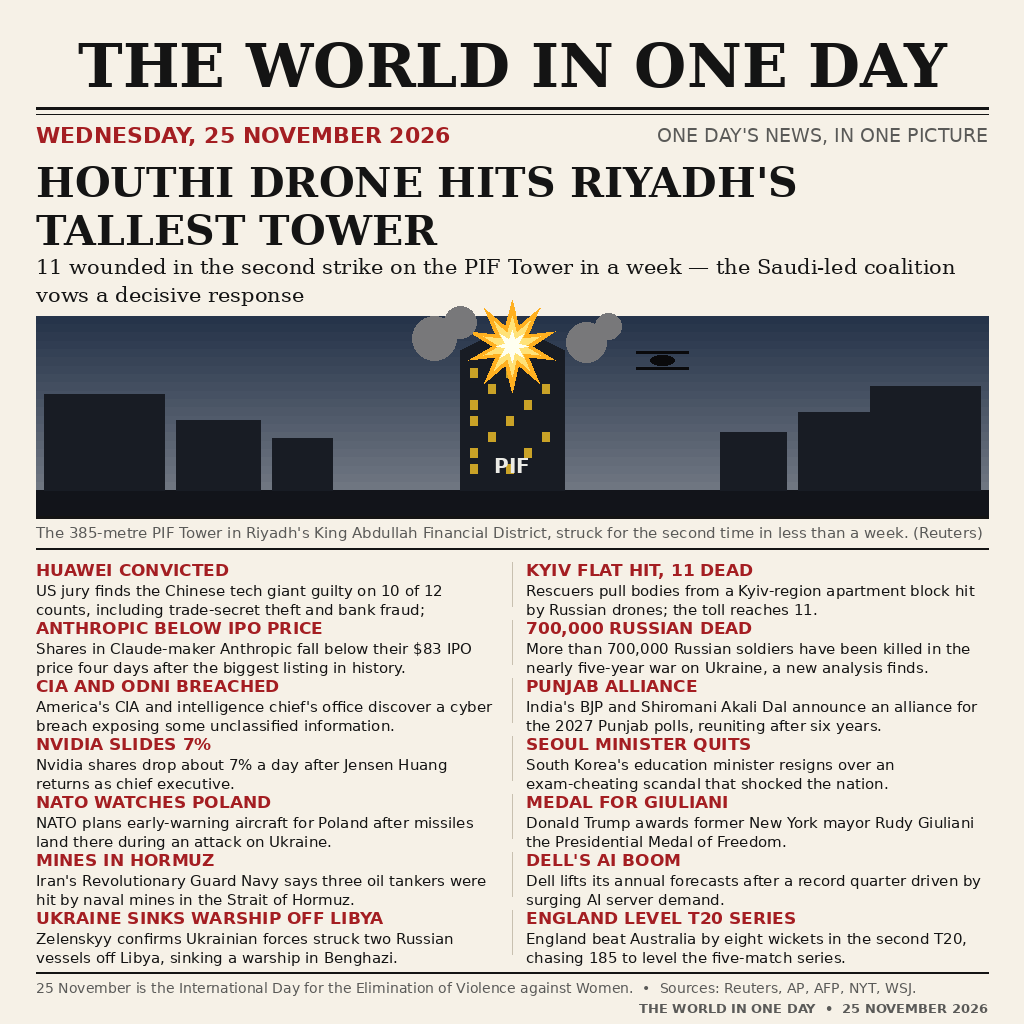 THE WORLD IN ONE DAY
WEDNESDAY, 25 NOVEMBER 2026
ONE DAY'S NEWS, IN ONE PICTURE
HOUTHI DRONE HITS RIYADH'S
TALLEST TOWER
11 wounded in the second strike on the PIF Tower in a week — the Saudi-led coalition
vows a decisive response
PIF
The 385-metre PIF Tower in Riyadh's King Abdullah Financial District, struck for the second time in less than a week. (Reuters)
HUAWEI CONVICTED
US jury finds the Chinese tech giant guilty on 10 of 12
counts, including trade-secret theft and bank fraud;
ANTHROPIC BELOW IPO PRICE
Shares in Claude-maker Anthropic fall below their $83 IPO
price four days after the biggest listing in history.
CIA AND ODNI BREACHED
America's CIA and intelligence chief's office discover a cyber
breach exposing some unclassified information.
NVIDIA SLIDES 7%
Nvidia shares drop about 7% a day after Jensen Huang
returns as chief executive.
NATO WATCHES POLAND
NATO plans early-warning aircraft for Poland after missiles
land there during an attack on Ukraine.
MINES IN HORMUZ
Iran's Revolutionary Guard Navy says three oil tankers were
hit by naval mines in the Strait of Hormuz.
UKRAINE SINKS WARSHIP OFF LIBYA
Zelenskyy confirms Ukrainian forces struck two Russian
vessels off Libya, sinking a warship in Benghazi.
KYIV FLAT HIT, 11 DEAD
Rescuers pull bodies from a Kyiv-region apartment block hit
by Russian drones; the toll reaches 11.
700,000 RUSSIAN DEAD
More than 700,000 Russian soldiers have been killed in the
nearly five-year war on Ukraine, a new analysis finds.
PUNJAB ALLIANCE
India's BJP and Shiromani Akali Dal announce an alliance for
the 2027 Punjab polls, reuniting after six years.
SEOUL MINISTER QUITS
South Korea's education minister resigns over an
exam-cheating scandal that shocked the nation.
MEDAL FOR GIULIANI
Donald Trump awards former New York mayor Rudy Giuliani
the Presidential Medal of Freedom.
DELL'S AI BOOM
Dell lifts its annual forecasts after a record quarter driven by
surging AI server demand.
ENGLAND LEVEL T20 SERIES
England beat Australia by eight wickets in the second T20,
chasing 185 to level the five-match series.
25 November is the International Day for the Elimination of Violence against Women. • Sources: Reuters, AP, AFP, NYT, WSJ.
THE WORLD IN ONE DAY • 25 NOVEMBER 2026